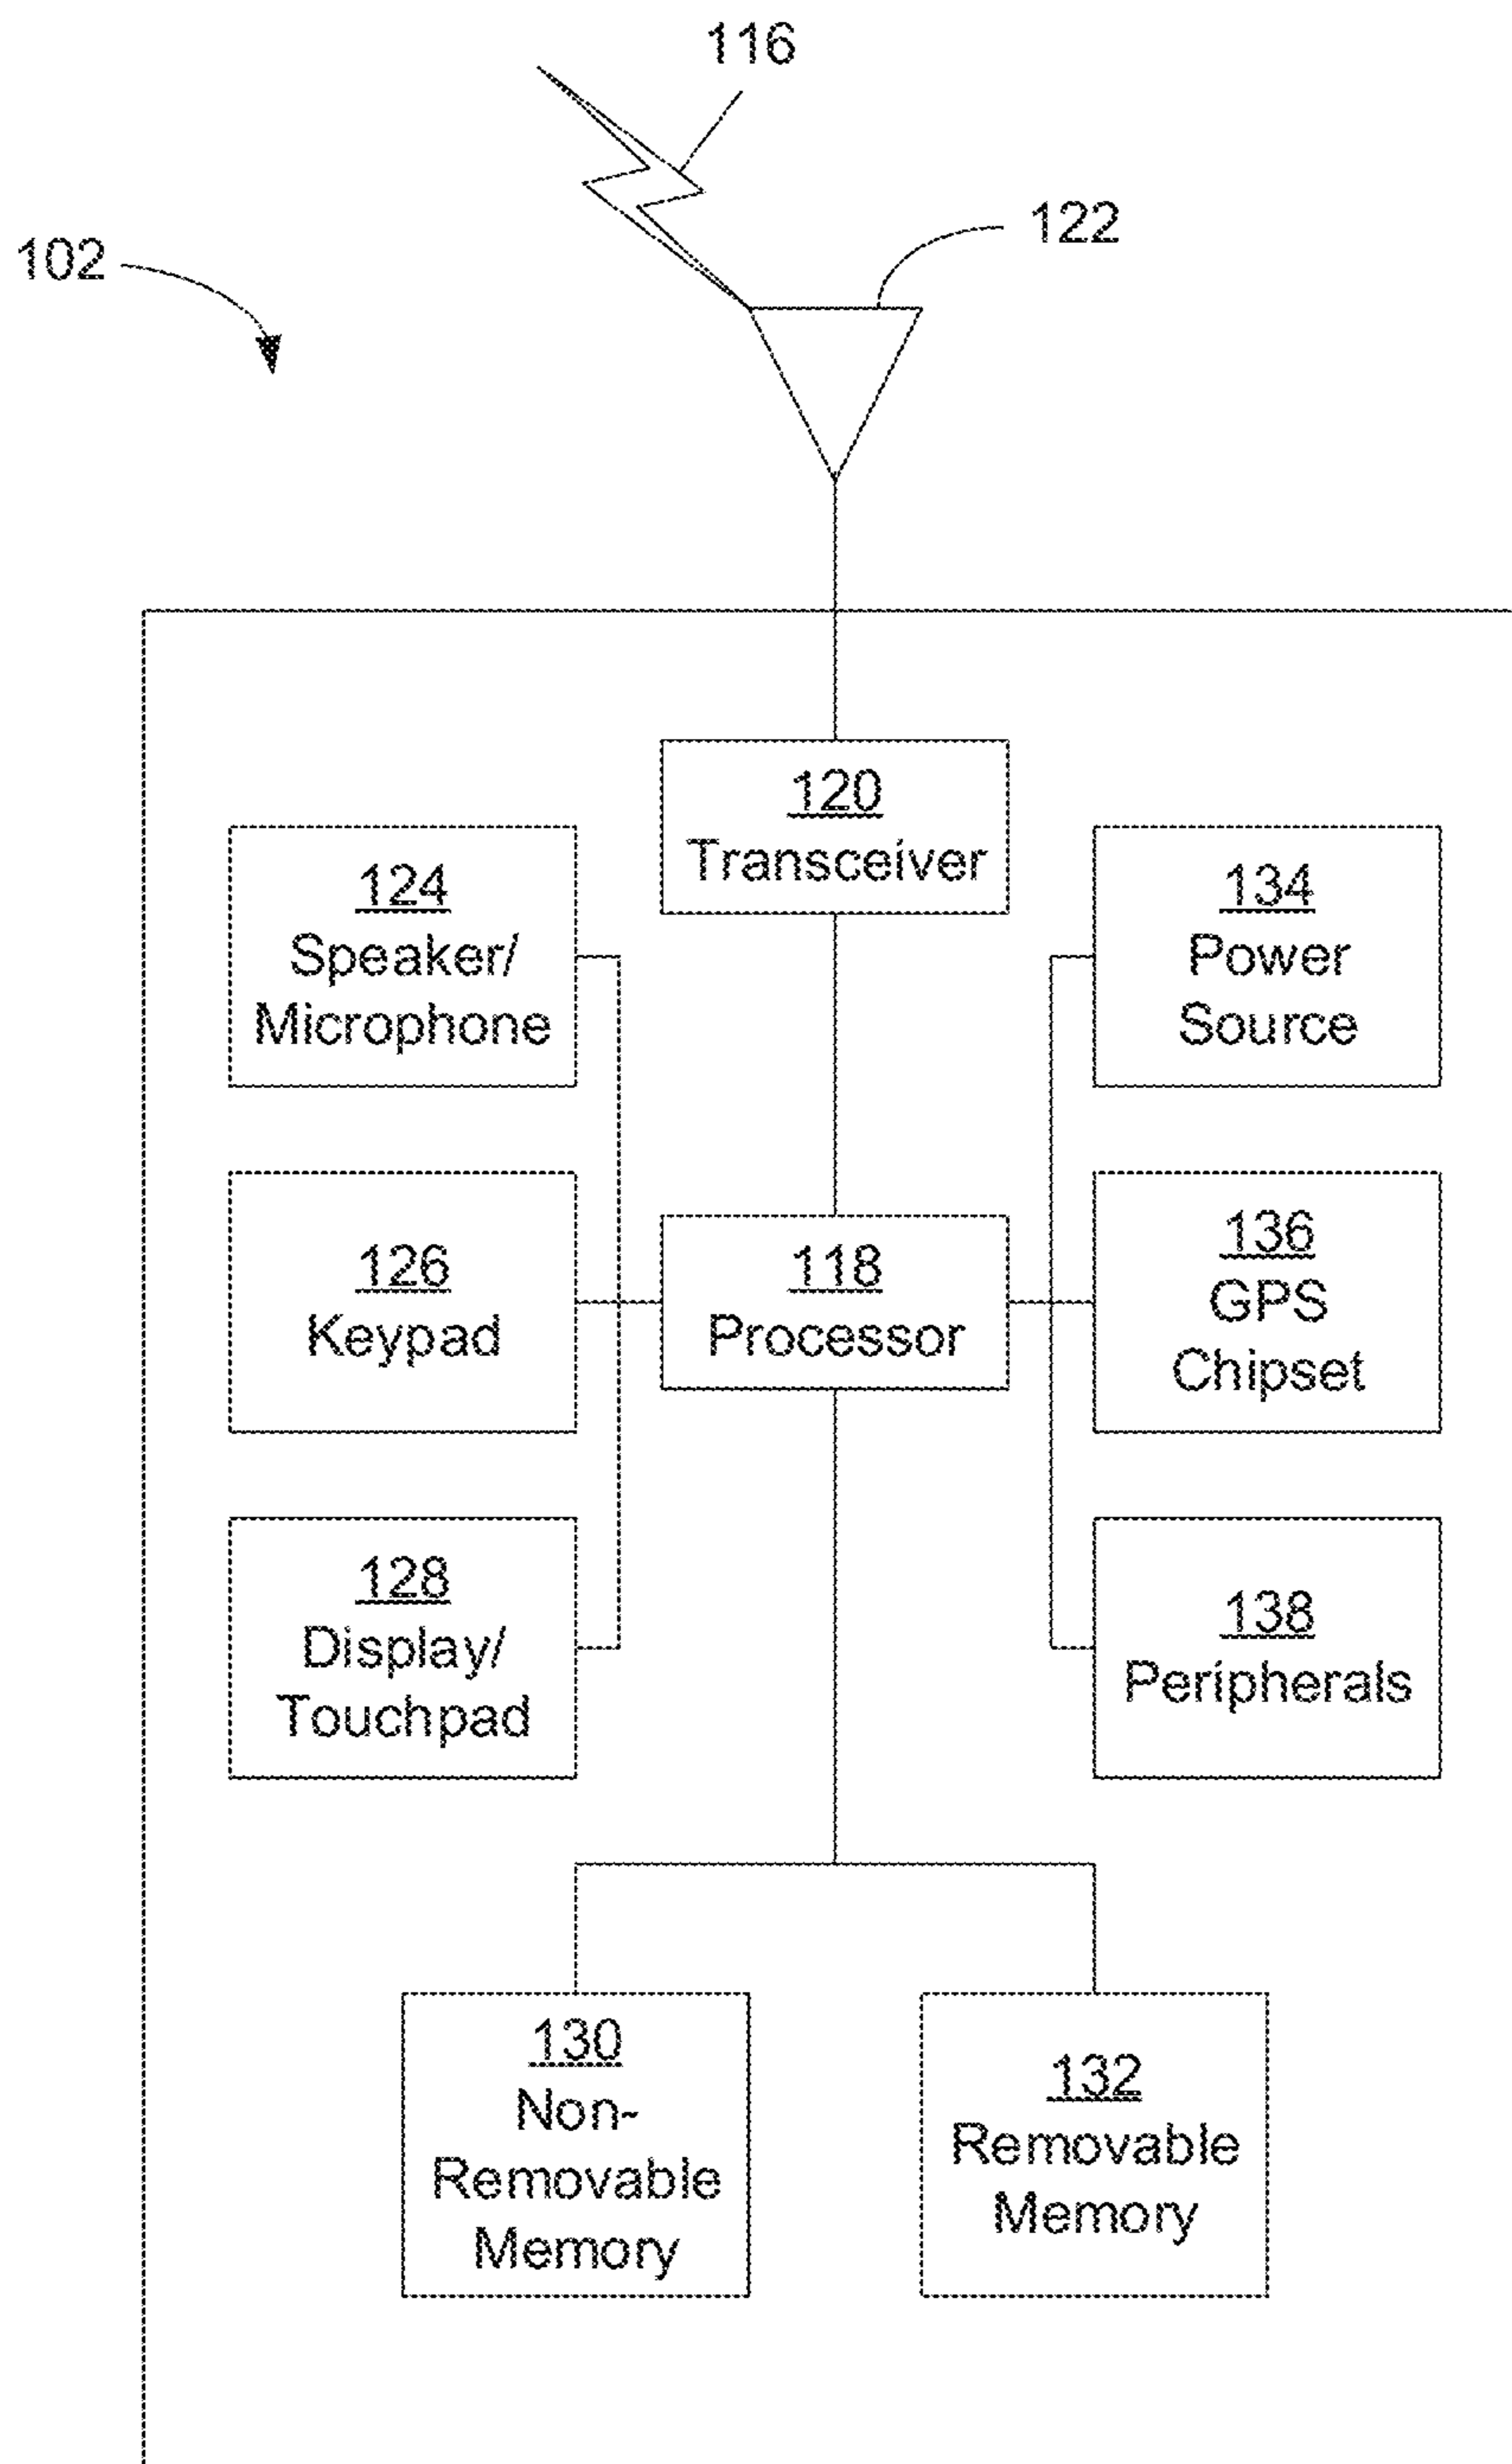 116
122
102
120
Transceiver
124
Speaker/
Microphone
134
Power
Source
126
Keypad
118
Processor
136
GPS
Chipset
128
Display/
Touchpad
138
Peripherals
130
Non-
Removable
Memory
132
Removable
Memory